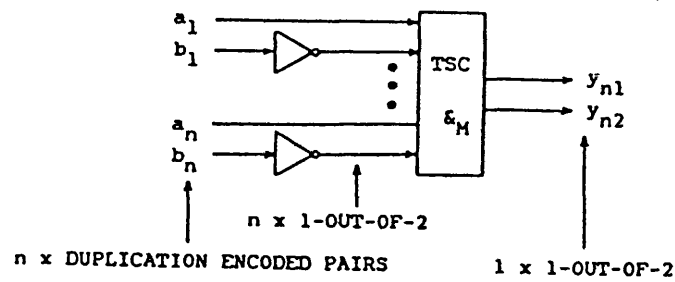 a1
b1
TSC
yn1
yn2
&M
an
bn
n x 1-OUT-OF-2
n x DUPLICATION ENCODED PAIRS
1 x 1-OUT-OF-2